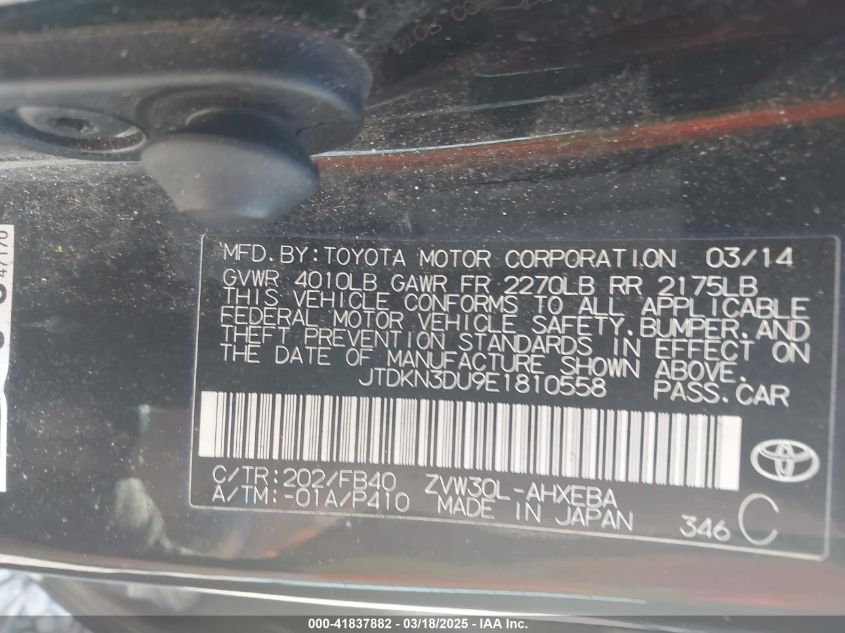 47170
MFD.BY:TOYOTA MOTOR CORPORATION 03/14
GVWR 4010LB GAWR FR 2270LB RR 2175LB
THIS VEHICLE CONFORMS TO ALL APPLICABLE
FEDERAL MOTOR VEHICLE SAFETY,BUMPER,AND
THEFT PREVENTION STANDARDS IN EFFECT ON
THE DATE OF MANUFACTURE SHOWN ABOVE.
JTDKN3DU9E1810558 PASS.CAR
C/TR:202/FB40 ZVW30L-AHXEBA
A/TM:-01A/P410 MADE IN JAPAN
346 C
000-41837882 / 03/18/2025 — IAA Inc.